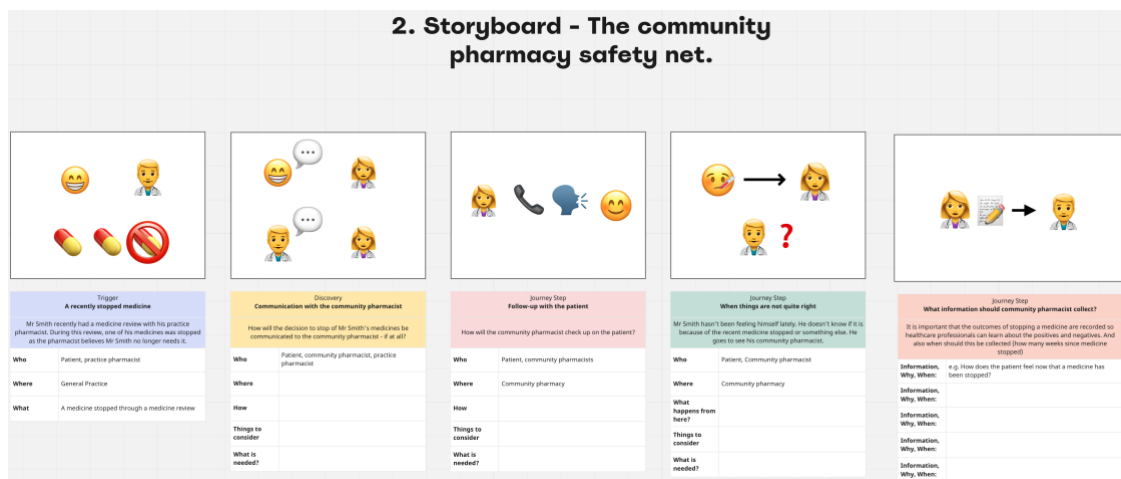 2. Storyboard - The community
pharmacy safety net.
Trigger
A recently stopped medicine
Mr Smith recently had a medicine review with his practice
pharmacist. During this review, one of his medicines was stopped
as the pharmacist believes Mr Smith no longer needs it.
Who
Patient, practice pharmacist
Where
General Practice
What
A medicine stopped through a medicine review
Discovery
Communication with the community pharmacist
How will the decision to stop of Mr Smith's medicines be
communicated to the community pharmacist - if at all?
Who
Patient, community pharmacist, practice
pharmacist
Where
How
Things to
consider
What is
needed?
Journey Step
Follow-up with the patient
How will the community pharmacist check up on the patient?
Who
Patient, community pharmacists
Where
Community pharmacy
How
Things to
consider
What is
needed?
Journey Step
When things are not quite right
Mr Smith hasn't been feeling himself lately. He doesn't know if it is
because of the recent medicine stopped or something else. He
goes to see his community pharmacist.
Who
Patient, Community pharmacist
Where
Community pharmacy
What
happens from
here?
Things to
consider
What is
needed?
Journey Step
What information should community pharmacist collect?
It is important that the outcomes of stopping a medicine are recorded so
healthcare professionals can learn about the positives and negatives. And
also when should this be collected (how many weeks since medicine
stopped)
Information,
Why, When:
e.g. How does the patient feel now that a medicine has
been stopped?
Information,
Why, When:
Information,
Why, When:
Information,
Why, When:
Information,
Why, When: